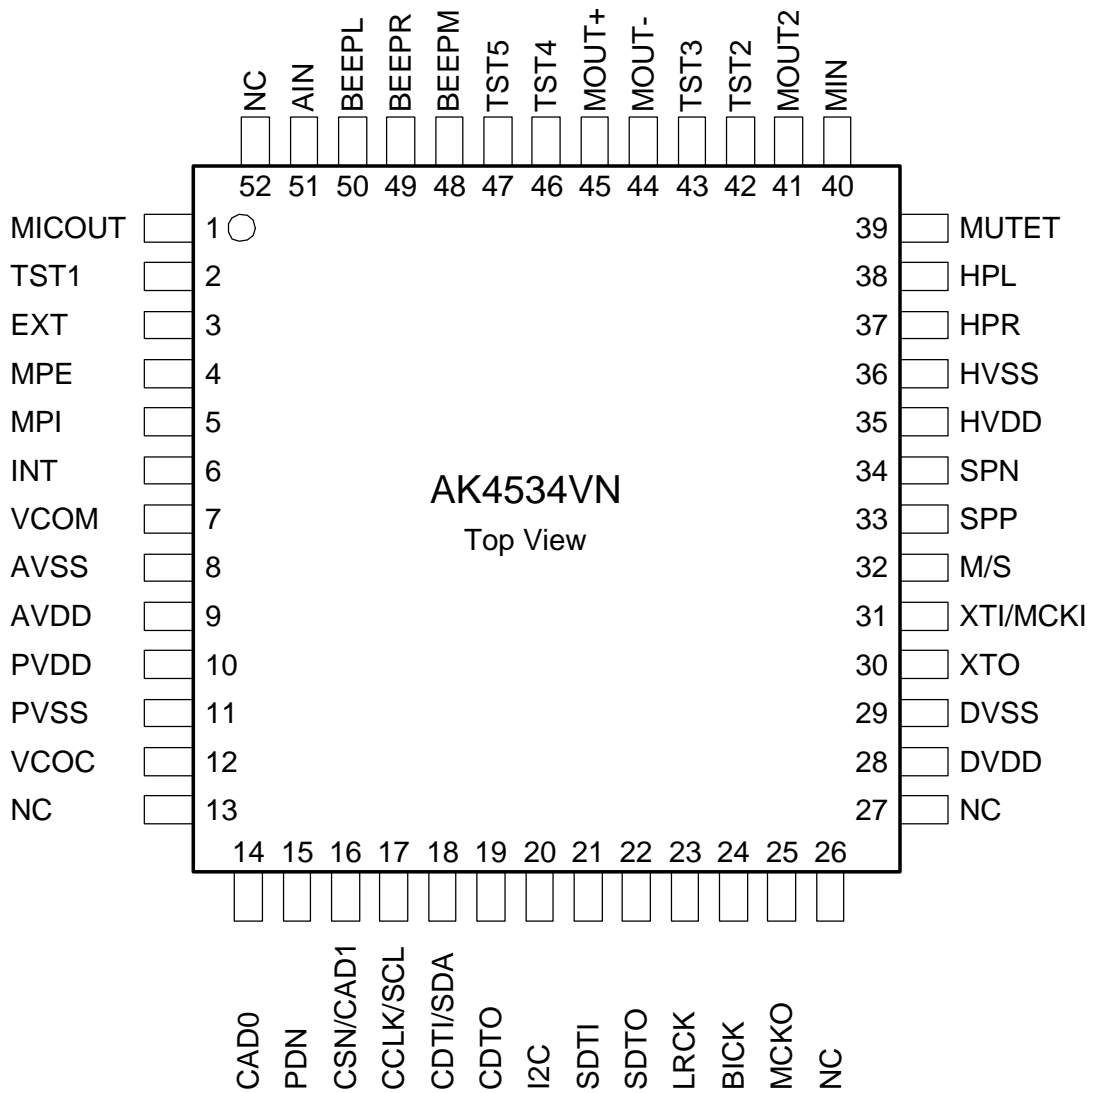 NC
AIN
BEEPL
BEEPR
BEEPM
TST5
TST4
MOUT+
MOUT-
TST3
TST2
MOUT2
MIN
52 51 50 49 48 47 46 45 44 43 42 41 40
MICOUT 1 39 MUTET
TST1 2 38 HPL
EXT 3 37 HPR
MPE 4 36 HVSS
MPI 5 35 HVDD
INT 6 34 SPN
AK4534VN
VCOM 7 33 SPP
Top View
AVSS 8 32 M/S
AVDD 9 31 XTI/MCKI
PVDD 10 30 XTO
PVSS 11 29 DVSS
VCOC 12 28 DVDD
NC 13 27 NC
14 15 16 17 18 19 20 21 22 23 24 25 26
CAD0
PDN
CSN/CAD1
CCLK/SCL
CDTI/SDA
CDTO
I2C
SDTI
SDTO
LRCK
BICK
MCKO
NC